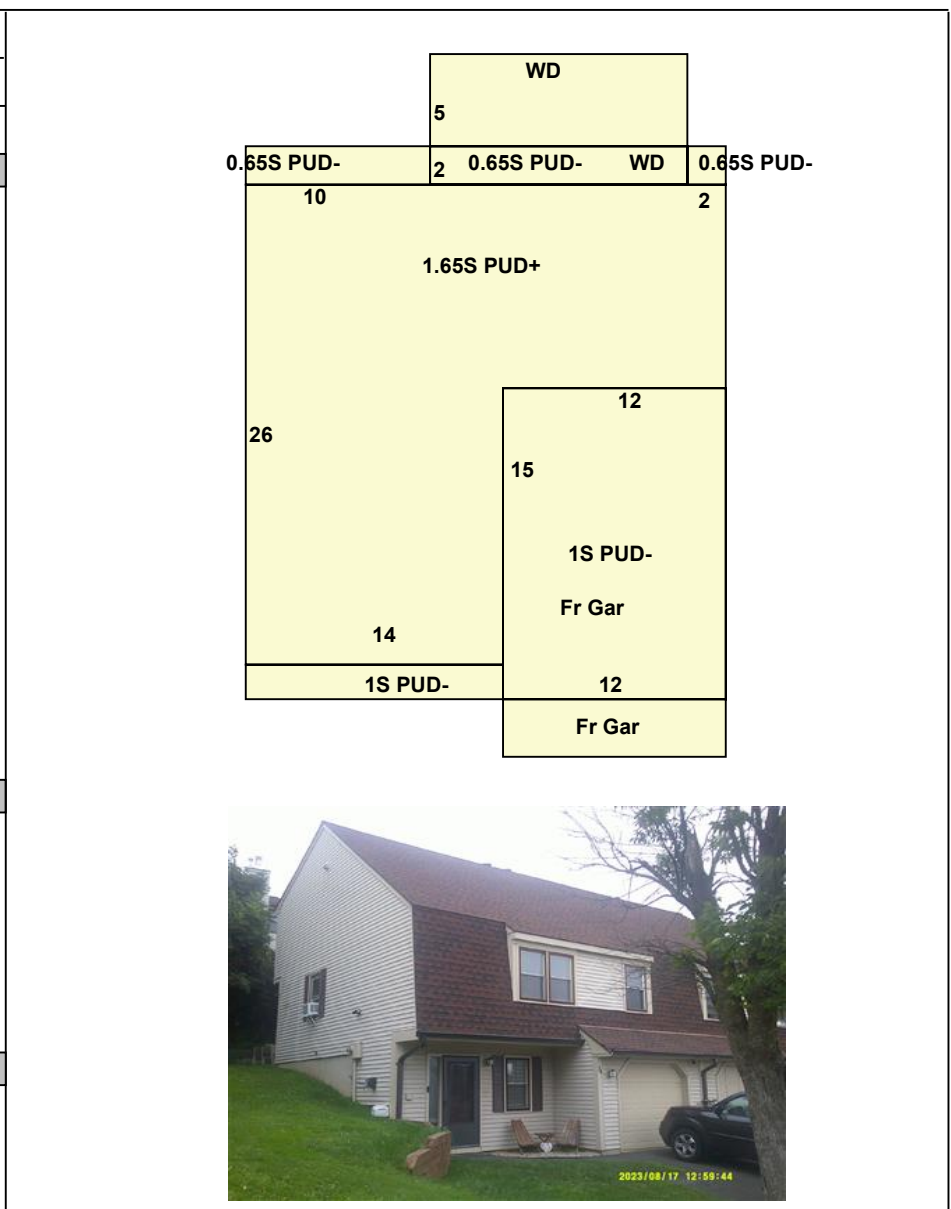 WD
5
0.65S PUD- 2 0.65S PUD- WD 0.65S PUD-
10 2
1.65S PUD+
12
26
15
1S PUD-
Fr Gar
14
1S PUD- 12
Fr Gar
2023/08/17 12:59:44